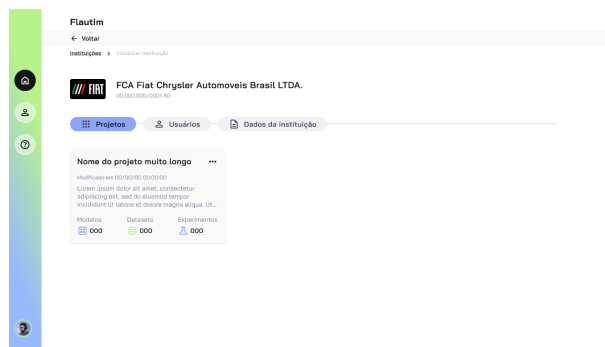 Flautim
← Voltar
Instituições > Visualizar instituição
FIAT
FCA Fiat Chrysler Automoveis Brasil LTDA.
00.000.000/0001-50
Projetos
Usuários
Dados da instituição
Nome do projeto muito longo ...
Modificado em 00/00/00 00:00:00
Lorem ipsum dolor sit amet, consectetur
adipiscing elit, sed do eiusmod tempor
incididunt ut labore et dolore magna aliqua. Ut...
Modelos Datasets Experimentos
000 000 000